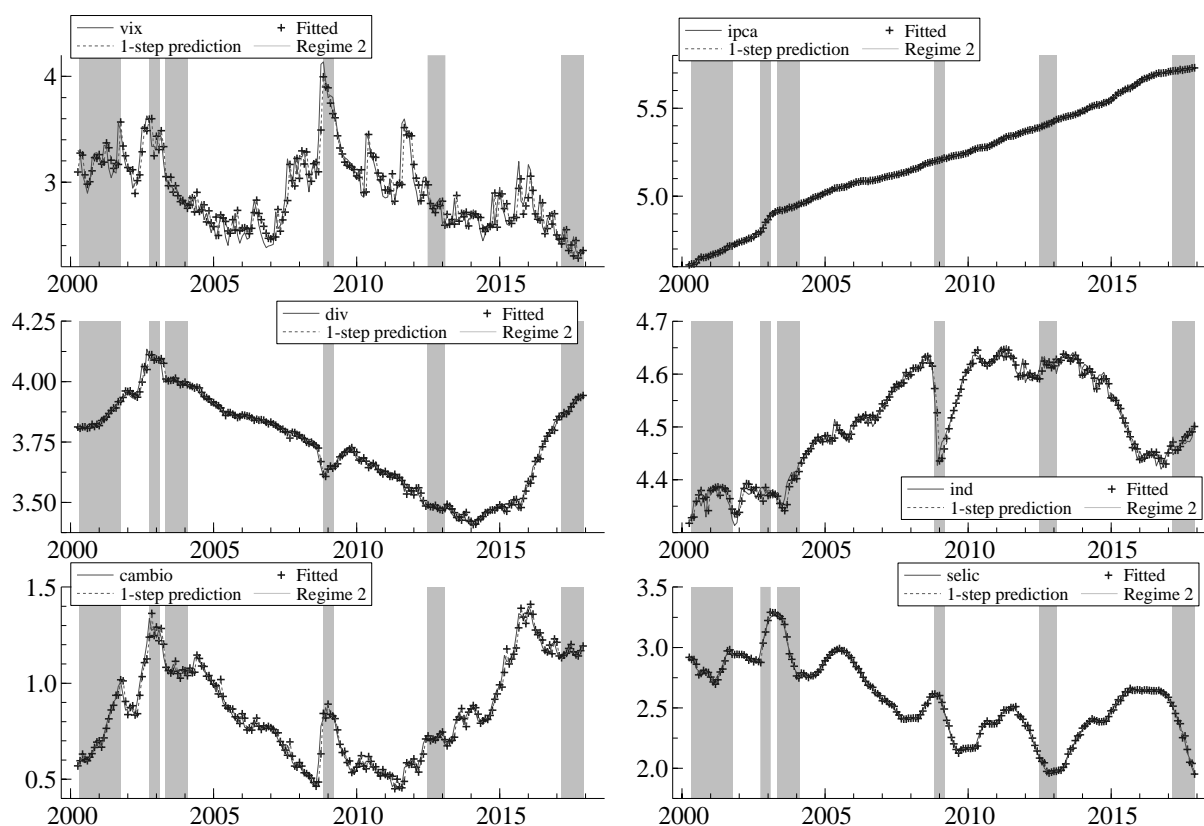 vix Fitted
1-step prediction Regime 2
4
3
2000 2005 2010 2015
ipca Fitted
1-step prediction Regime 2
5.5
5.0
2000 2005 2010 2015
div Fitted
1-step prediction Regime 2
4.25
4.00
3.75
3.50
2000 2005 2010 2015
ind Fitted
1-step prediction Regime 2
4.7
4.6
4.5
4.4
2000 2005 2010 2015
cambio Fitted
1-step prediction Regime 2
1.5
1.0
0.5
2000 2005 2010 2015
selic Fitted
1-step prediction Regime 2
3.5
3.0
2.5
2.0
2000 2005 2010 2015